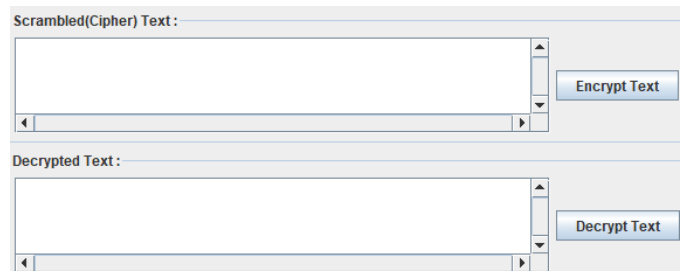 Scrambled(Cipher) Text :
Encrypt Text
Decrypted Text :
Decrypt Text